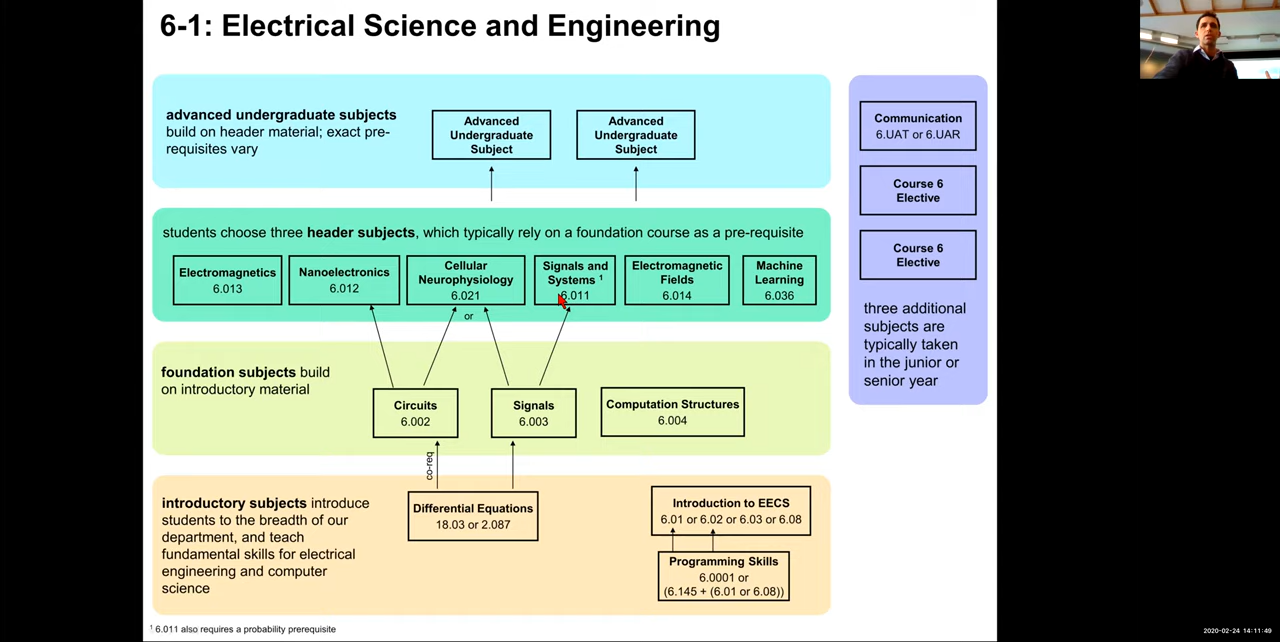 6-1: Electrical Science and Engineering
advanced undergraduate subjects
build on header material; exact pre-
requisites vary
Advanced
Undergraduate
Subject
Advanced
Undergraduate
Subject
students choose three header subjects, which typically rely on a foundation course as a pre-requisite
Electromagnetics
6.013
Nanoelectronics
6.012
Cellular
Neurophysiology
6.021
Signals and
Systems 1
6.011
Electromagnetic
Fields
6.014
Machine
Learning
6.036
or
foundation subjects build
on introductory material
Circuits
6.002
Signals
6.003
Computation Structures
6.004
co-req
introductory subjects introduce
students to the breadth of our
department, and teach
fundamental skills for electrical
engineering and computer
science
Differential Equations
18.03 or 2.087
Introduction to EECS
6.01 or 6.02 or 6.03 or 6.08
Programming Skills
6.0001 or
(6.145 + (6.01 or 6.08))
1 6.011 also requires a probability prerequisite
Communication
6.UAT or 6.UAR
Course 6
Elective
Course 6
Elective
three additional
subjects are
typically taken
in the junior or
senior year
2020-02-24 14:11:49